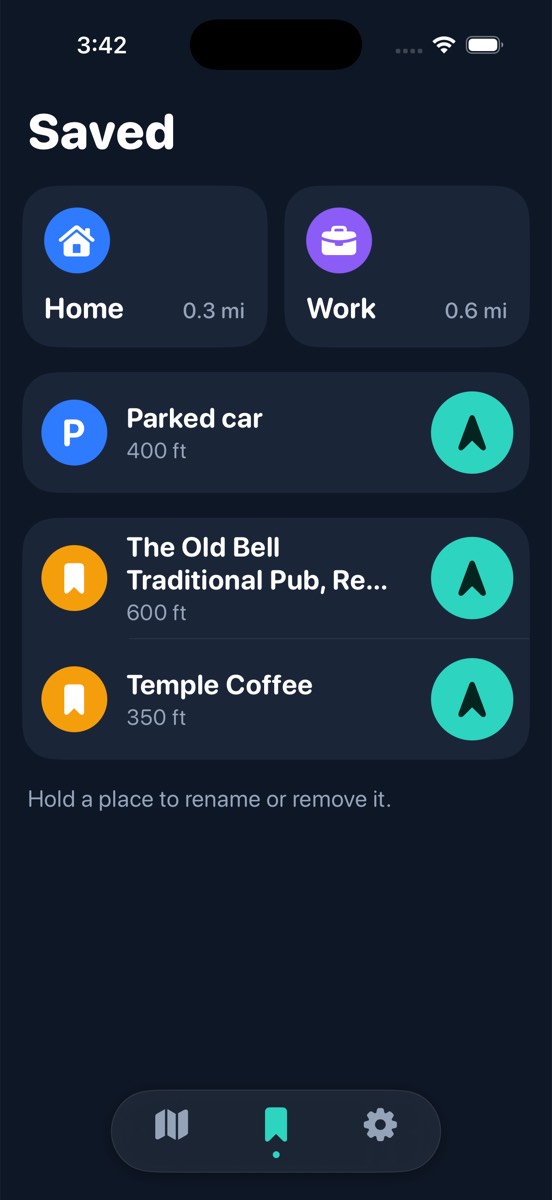 3:42
Saved
Home 0.3 mi
Work 0.6 mi
P
Parked car
400 ft
The Old Bell
Traditional Pub, Re...
600 ft
Temple Coffee
350 ft
Hold a place to rename or remove it.